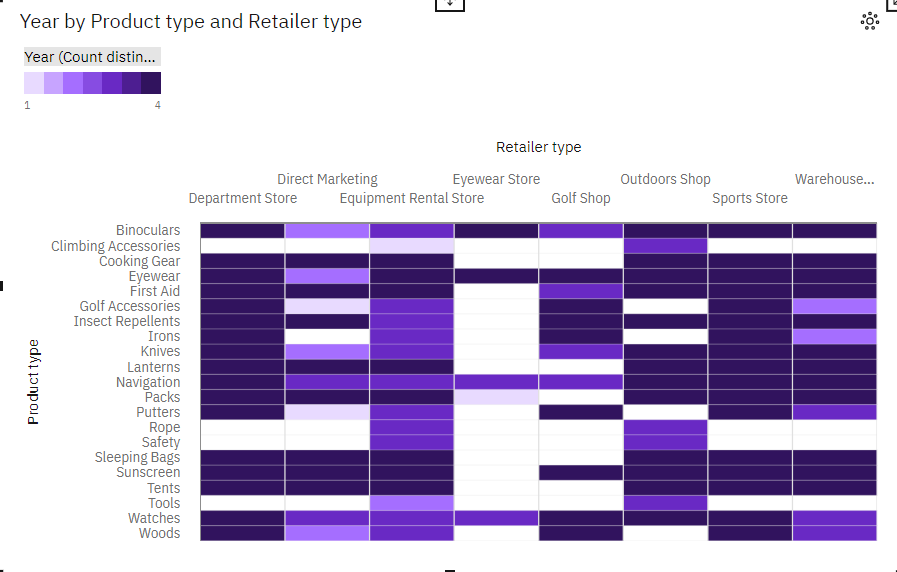 Year by Product type and Retailer type
Year (Count distin...
1 4
Retailer type
Direct Marketing Eyewear Store Outdoors Shop Warehouse...
Department Store Equipment Rental Store Golf Shop Sports Store
Product type
Binoculars
Climbing Accessories
Cooking Gear
Eyewear
First Aid
Golf Accessories
Insect Repellents
Irons
Knives
Lanterns
Navigation
Packs
Putters
Rope
Safety
Sleeping Bags
Sunscreen
Tents
Tools
Watches
Woods